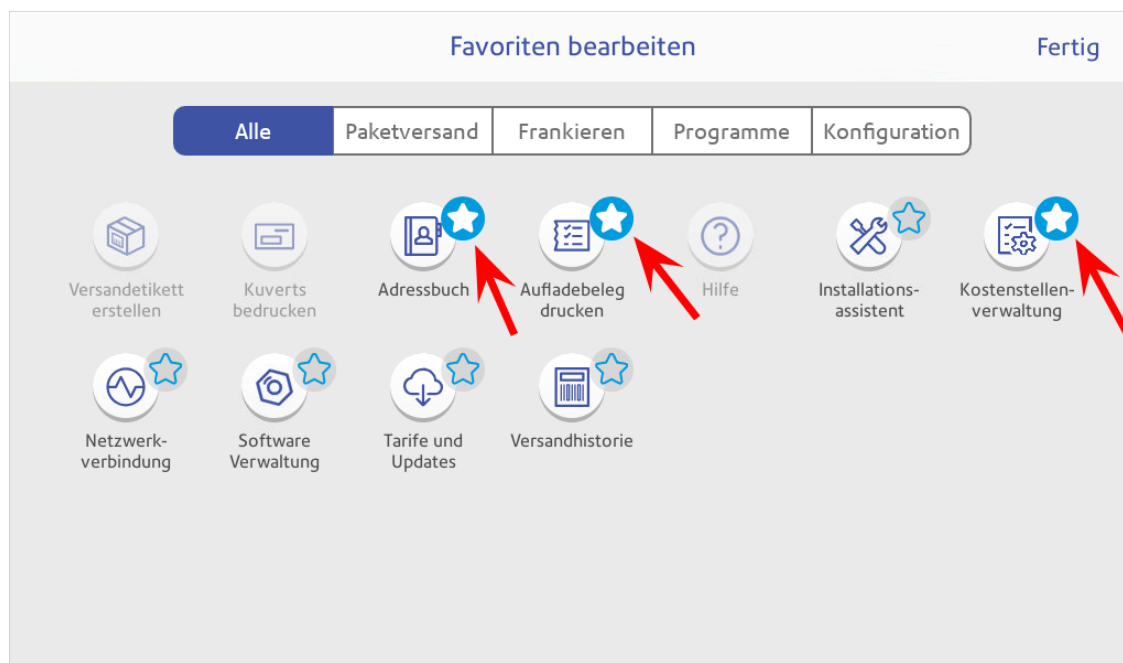 Favoriten bearbeiten
Fertig
Alle
Paketversand
Frankieren
Programme
Konfiguration
Versandetikett
erstellen
Kuverts
bedrucken
Adressbuch
Aufladebeleg
drucken
Hilfe
Installations-
assistent
Kostenstellen-
verwaltung
Netzwerk-
verbindung
Software
Verwaltung
Tarife und
Updates
Versandhistorie